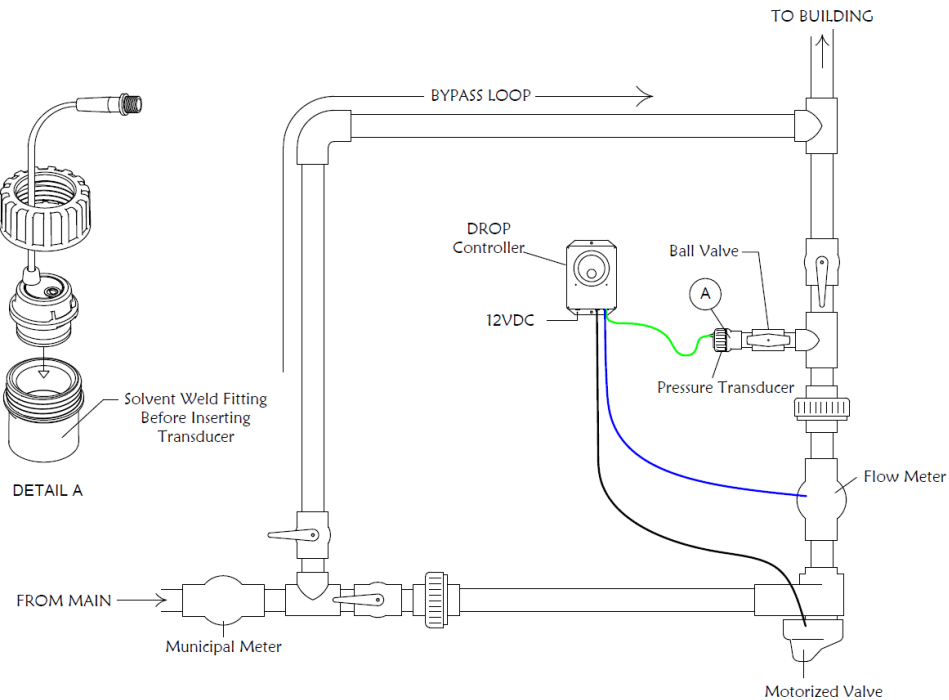 TO BUILDING
BYPASS LOOP
DROP
Controller
Ball Valve
A
12VDC
Pressure Transducer
Solvent Weld Fitting
Before Inserting
Transducer
DETAIL A
Flow Meter
FROM MAIN
Municipal Meter
Motorized Valve